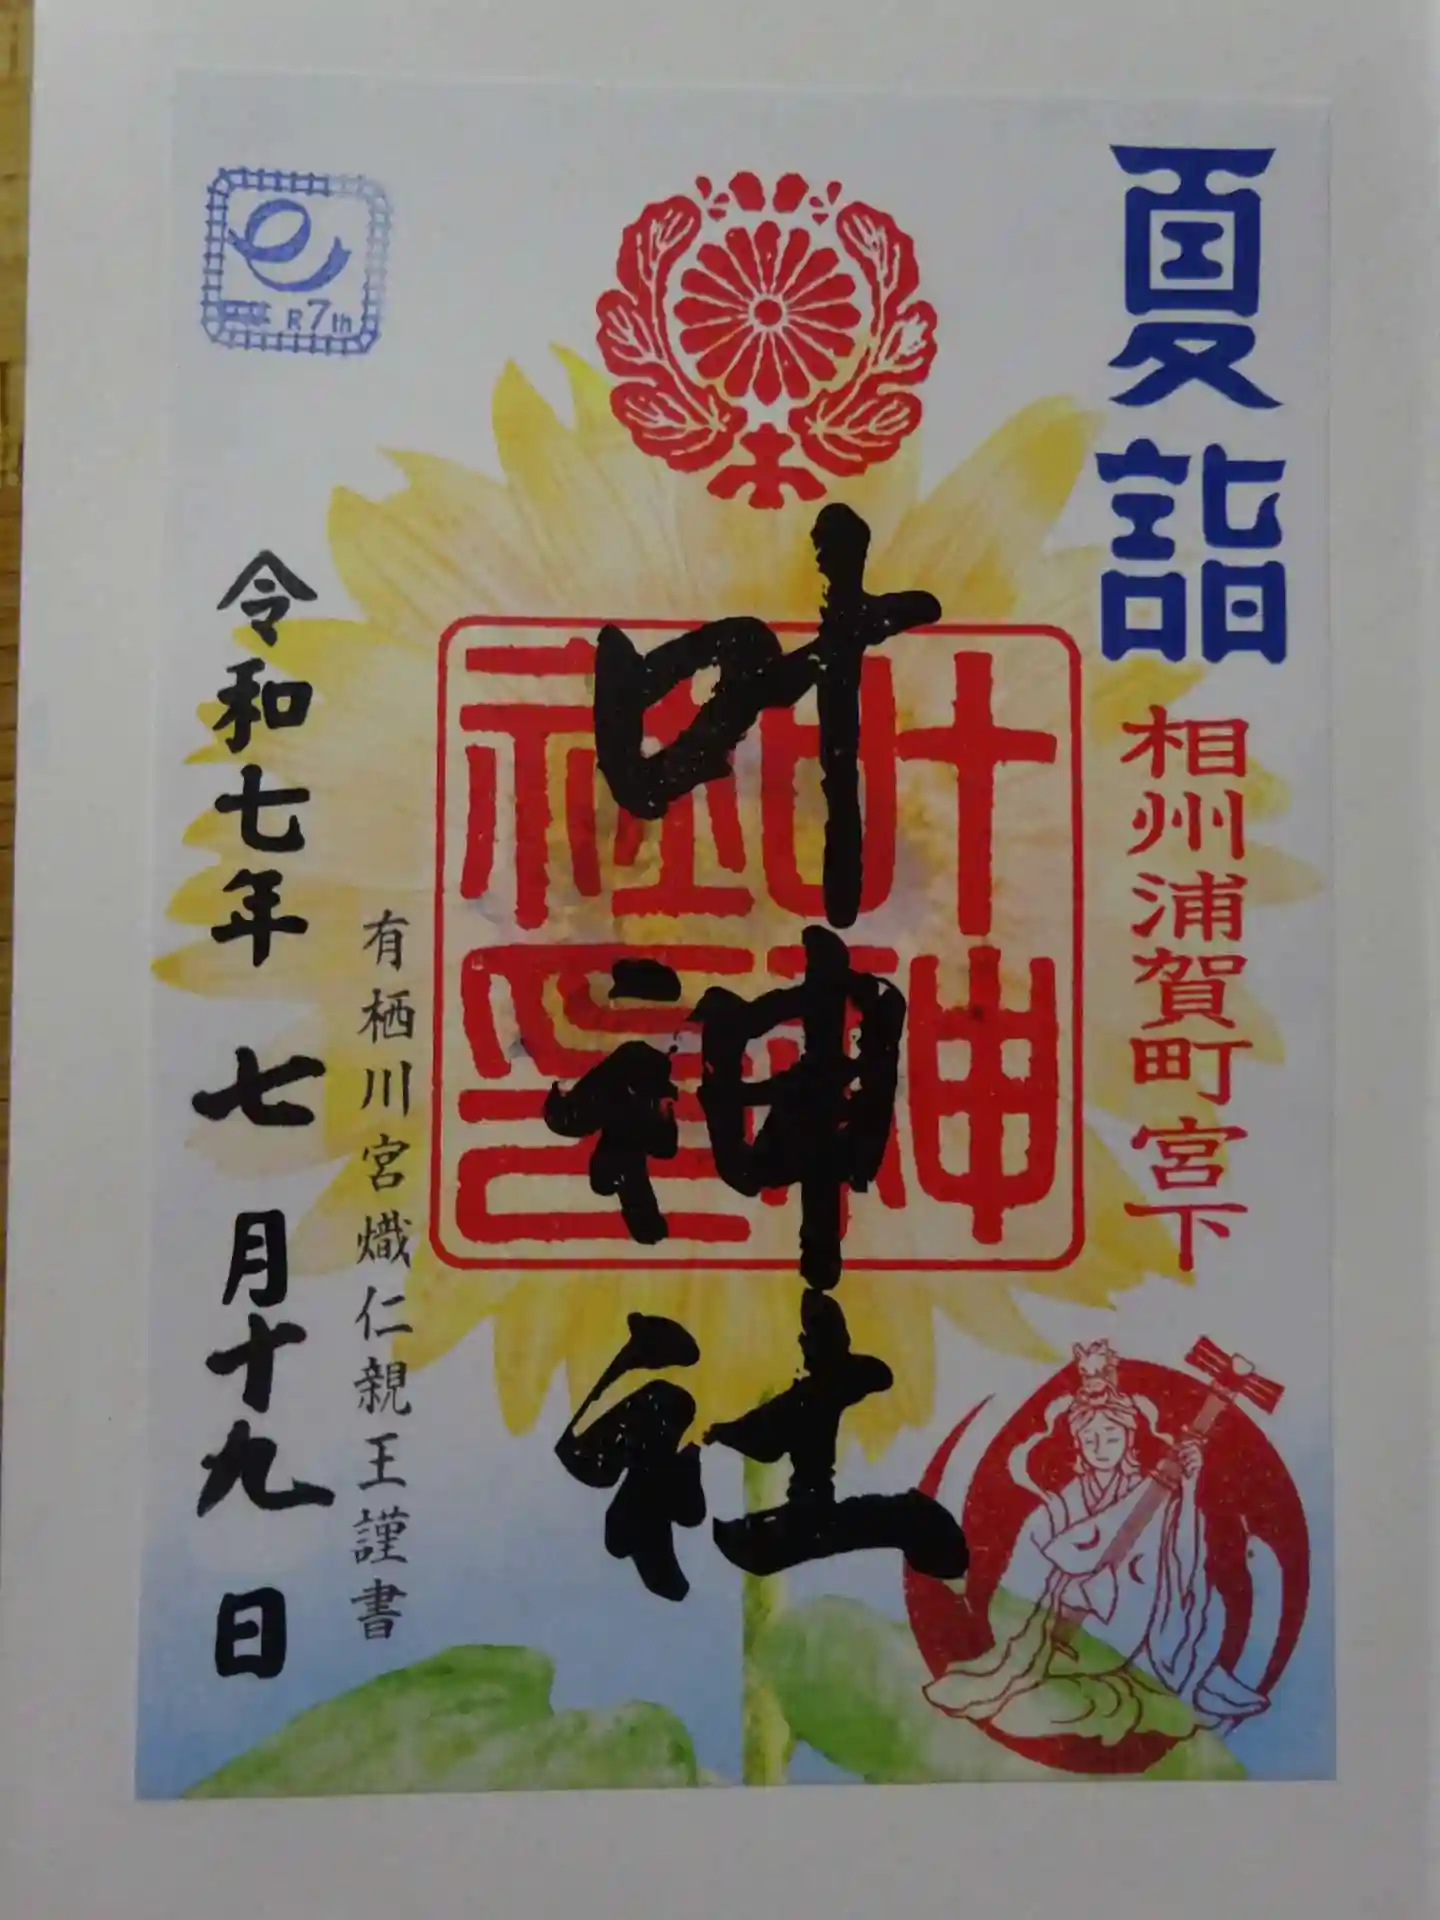 夏詣
相州浦賀町宮下
叶神社
叶神社印
有栖川宮熾仁親王謹書
令和七年 七月十九日
R7th